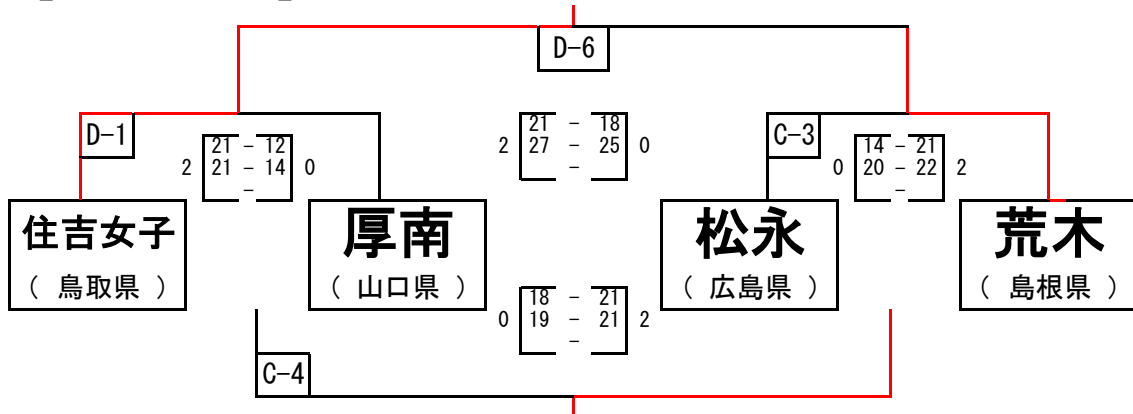 D-6
D-1
C-3
21 - 12
2 21 - 14 0
-
21 - 18
2 27 - 25 0
-
14 - 21
0 20 - 22 2
-
住吉女子
( 鳥取県 )
厚南
( 山口県 )
松永
( 広島県 )
荒木
( 島根県 )
18 - 21
0 19 - 21 2
-
C-4